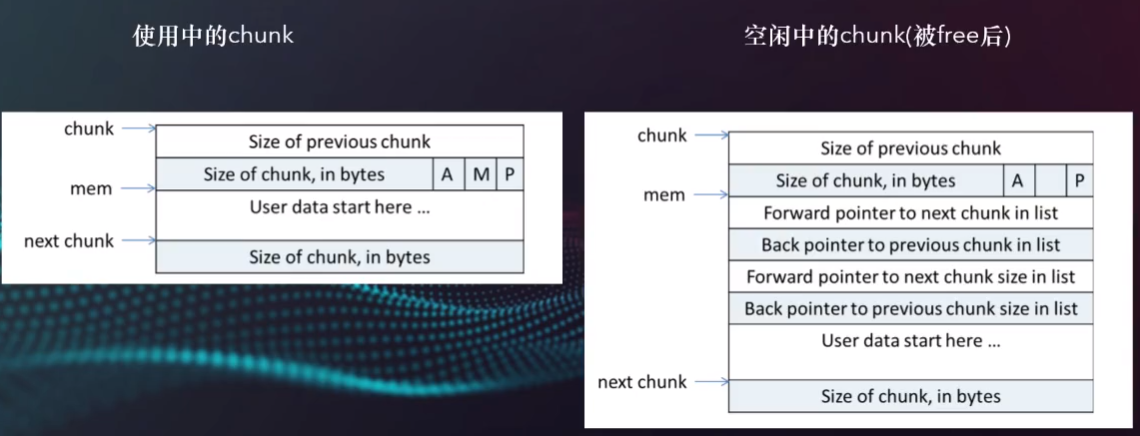 使用中的chunk
chunk
Size of previous chunk
Size of chunk, in bytes A M P
mem
User data start here ...
next chunk
Size of chunk, in bytes
空闲中的chunk(被free后)
chunk
Size of previous chunk
Size of chunk, in bytes A P
mem
Forward pointer to next chunk in list
Back pointer to previous chunk in list
Forward pointer to next chunk size in list
Back pointer to previous chunk size in list
User data start here ...
next chunk
Size of chunk, in bytes